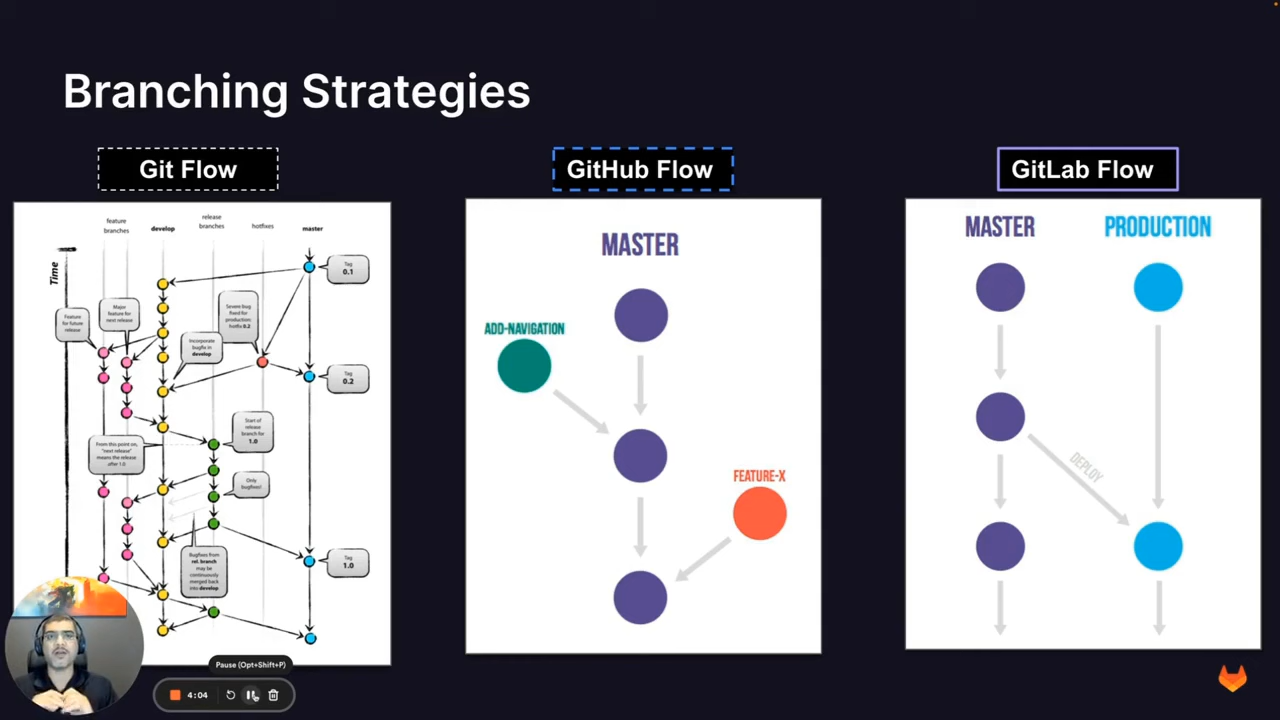 Branching Strategies
Git Flow
feature
branches
develop
release
branches
hotfixes
master
Time
Tag
0.1
Major
feature for
next release
Feature
for future
release
Severe bug
fixed for
production:
hotfix 0.2
Incorporate
bugfix in
develop
Tag
0.2
Start of
release
branch for
1.0
From this point on,
"next release"
means the release
after 1.0
Only
bugfixes!
Bugfixes from
rel. branch
may be
continuously
merged back
into develop
Tag
1.0
GitHub Flow
MASTER
ADD-NAVIGATION
FEATURE-X
GitLab Flow
MASTER
PRODUCTION
DEPLOY
Pause (Opt+Shift+P)
4:04